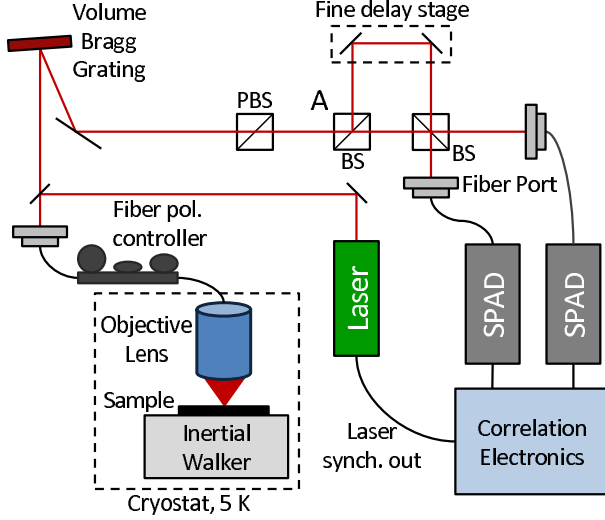 Volume
Bragg
Grating
Fine delay stage
PBS
A
BS
BS
Fiber Port
Fiber pol.
controller
Laser
SPAD
SPAD
Objective
Lens
Sample
Inertial
Walker
Cryostat, 5 K
Laser
synch. out
Correlation
Electronics